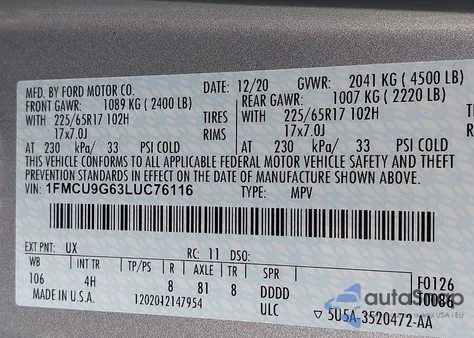 MFD. BY FORD MOTOR CO. DATE: 12/20 GVWR: 2041 KG ( 4500 LB)
FRONT GAWR: 1089 KG ( 2400 LB) REAR GAWR: 1007 KG ( 2220 LB)
WITH 225/65R17 102H TIRES WITH 225/65R17 102H
17x7.0J RIMS 17x7.0J
AT 230 kPa/ 33 PSI COLD AT 230 kPa/ 33 PSI COLD
THIS VEHICLE CONFORMS TO ALL APPLICABLE FEDERAL MOTOR VEHICLE SAFETY AND THEFT
PREVENTION STANDARDS IN EFFECT ON THE DATE OF MANUFACTURE SHOWN ABOVE.
VIN: 1FMCU9G63LUC76116 TYPE: MPV
EXT PNT: UX RC: 11 DSO:
WB INT TR TP/PS R AXLE TR SPR
106 4H 8 81 8 DDDD F0126
MADE IN U.S.A. 1202042147954 ULC T0086
5U5A-3520472-AA